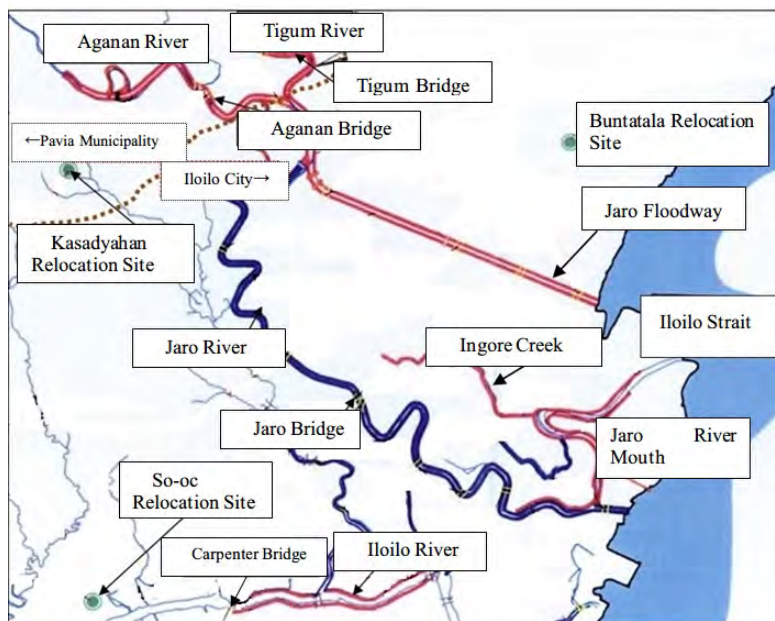 Tigum River
Aganan River
Tigum Bridge
Buntatala Relocation
Site
Aganan Bridge
←Pavia Municipality
Iloilo City→
Jaro Floodway
Kasadyahan
Relocation Site
Iloilo Strait
Jaro River
Ingore Creek
Jaro Bridge
Jaro River
Mouth
So-oc
Relocation Site
Carpenter Bridge
Iloilo River